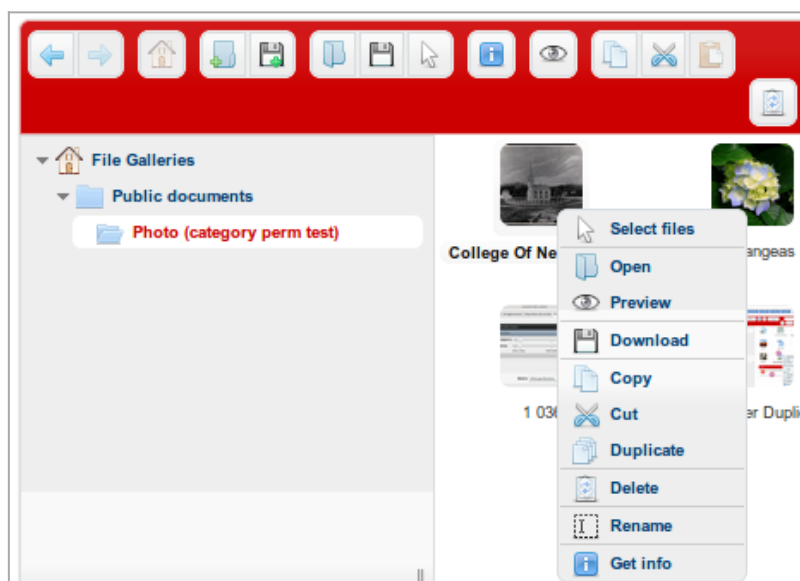 File Galleries
Public documents
Photo (category perm test)
College Of Ne
angeas
Select files
Open
Preview
Download
Copy
Cut
Duplicate
Delete
Rename
Get info
1 036
er Dupli